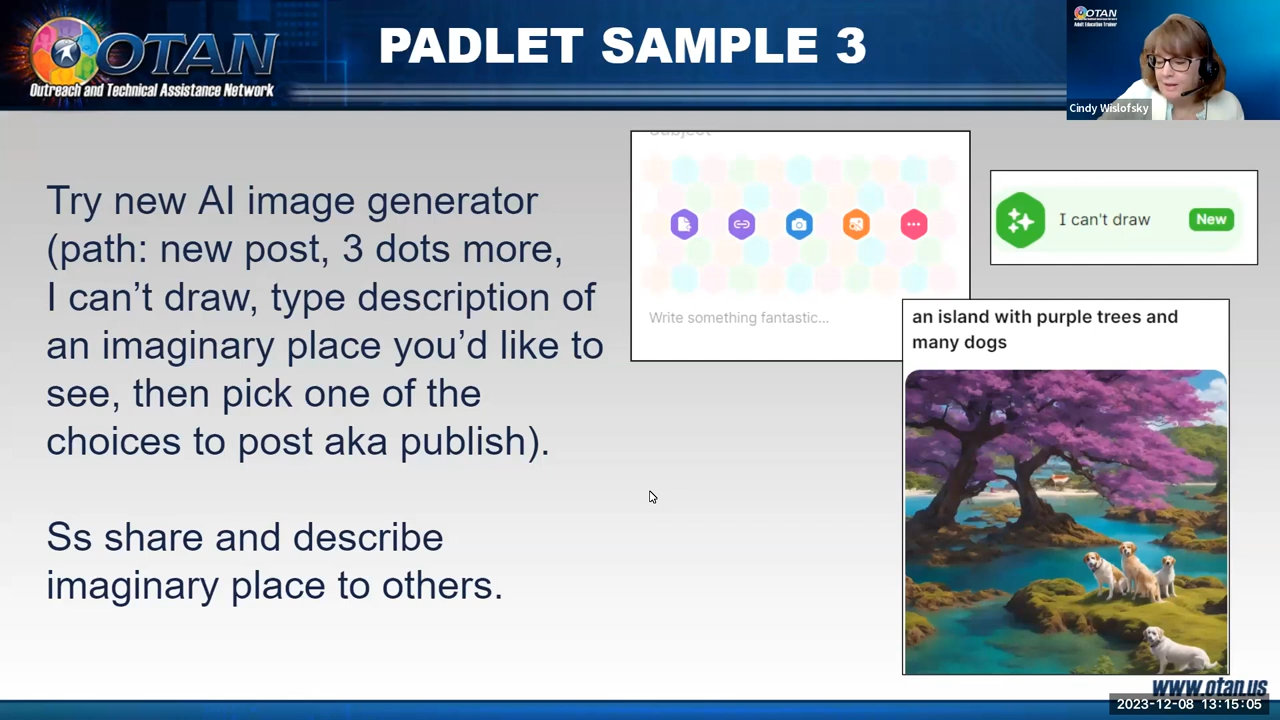 OTAN
Outreach and Technical Assistance Network
PADLET SAMPLE 3
OTAN
Adult Education Trainer
Cindy Wislofsky
Try new AI image generator
(path: new post, 3 dots more,
I can’t draw, type description of
an imaginary place you’d like to
see, then pick one of the
choices to post aka publish).
Ss share and describe
imaginary place to others.
Subject
Write something fantastic...
I can't draw
New
an island with purple trees and
many dogs
www.otan.us
2023-12-08 13:15:05